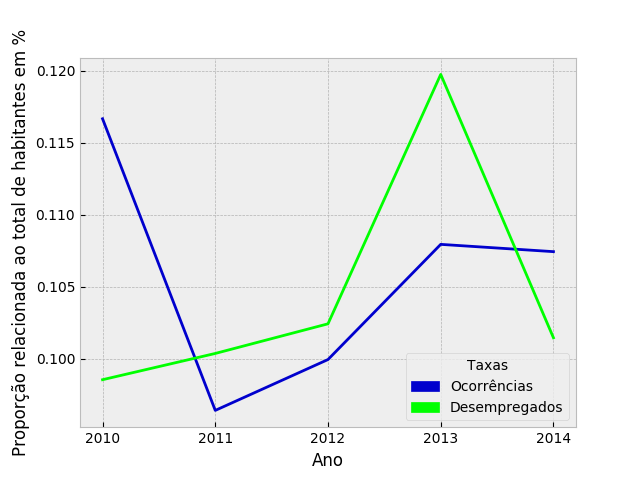 Proporção relacionada ao total de habitantes em %
0.120
0.115
0.110
0.105
0.100
2010 2011 2012 2013 2014
Ano
Taxas
Ocorrências
Desempregados